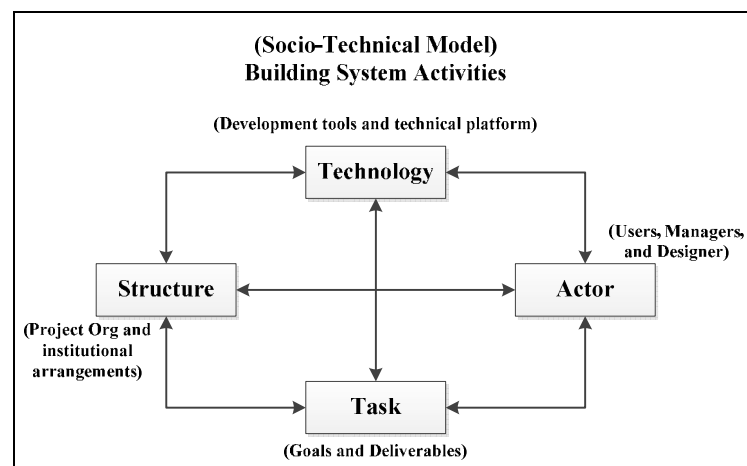 (Socio-Technical Model)
Building System Activities
(Development tools and technical platform)
Technology
(Users, Managers,
and Designer)
Structure
Actor
(Project Org and
institutional
arrangements)
Task
(Goals and Deliverables)